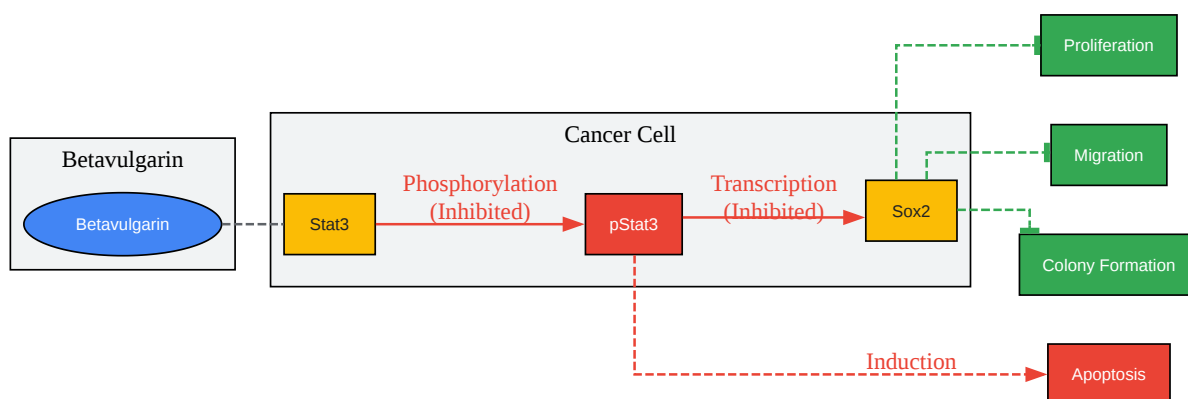 Proliferation
Cancer Cell
Betavulgarin
Migration
Phosphorylation
(Inhibited)
Transcription
(Inhibited)
Betavulgarin
Stat3
pStat3
Sox2
Colony Formation
Induction
Apoptosis